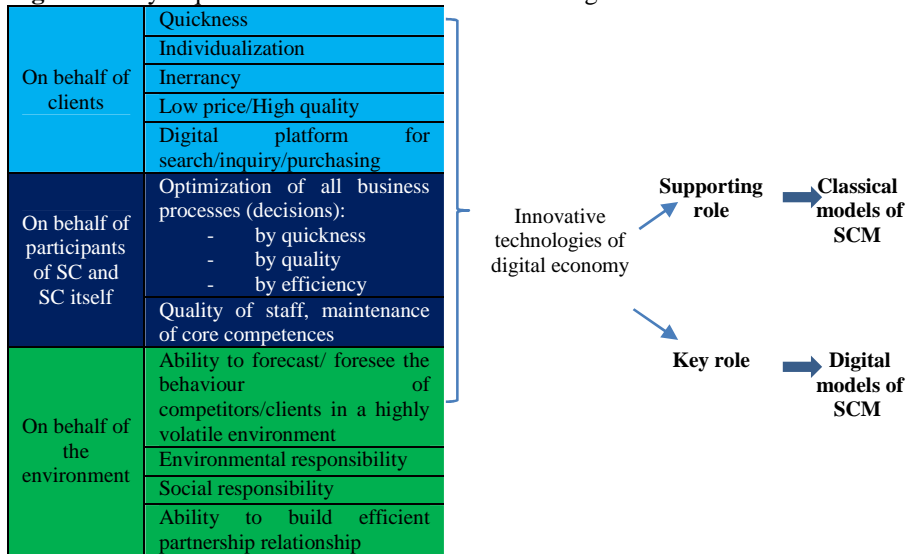 Quickness
Individualization
Inerrancy
Low price/High quality
Digital platform for
search/inquiry/purchasing
On behalf of
clients
Optimization of all business
processes (decisions):
- by quickness
- by quality
- by efficiency
Quality of staff, maintenance
of core competences
On behalf of
participants
of SC and
SC itself
Ability to forecast/ foresee the
behaviour of
competitors/clients in a highly
volatile environment
Environmental responsibility
Social responsibility
Ability to build efficient
partnership relationship
On behalf of
the
environment
Innovative
technologies of
digital economy
Supporting
role
Classical
models of
SCM
Key role
Digital
models of
SCM